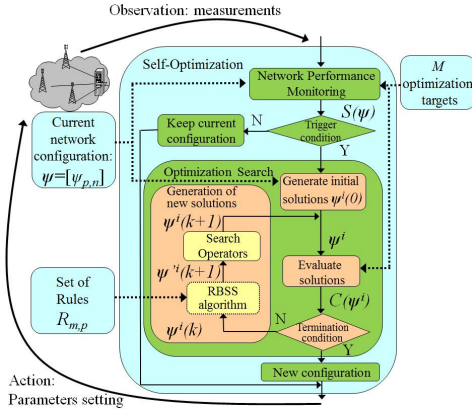 Observation: measurements
Self-Optimization
Network Performance
Monitoring
M
optimization
targets
S(ψ)
Keep current
configuration
N
Trigger
condition
Y
Current
network
configuration:
ψ=[ψp,n]
Optimization Search
Generation of
new solutions
Generate initial
solutions ψi(0)
ψi(k+1)
Search
Operators
ψi
ψ’i(k+1)
Evaluate
solutions
Set of
Rules
Rm,p
RBSS
algorithm
C(ψi)
ψi(k)
N
Termination
condition
Y
New configuration
Action:
Parameters setting